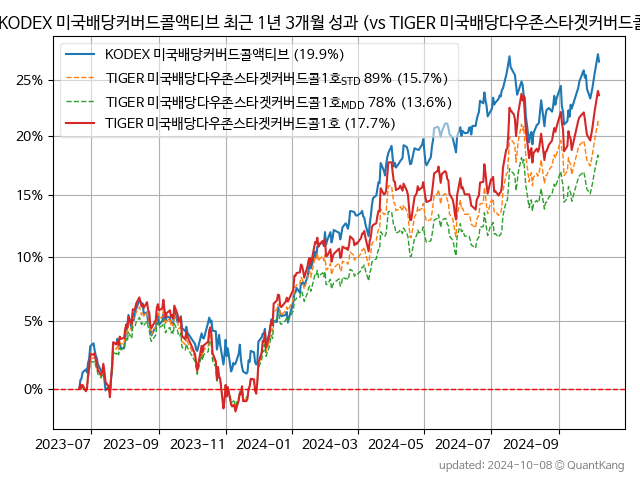 KODEX 미국배당커버드콜액티브 최근 1년 3개월 성과 (vs TIGER 미국배당다우존스타겟커버드콜
KODEX 미국배당커버드콜액티브 (19.9%)
TIGER 미국배당다우존스타겟커버드콜1호STD 89% (15.7%)
TIGER 미국배당다우존스타겟커버드콜1호MDD 78% (13.6%)
TIGER 미국배당다우존스타겟커버드콜1호 (17.7%)
25%
20%
15%
10%
5%
0%
2023-07 2023-09 2023-11 2024-01 2024-03 2024-05 2024-07 2024-09
updated: 2024-10-08 © QuantKang